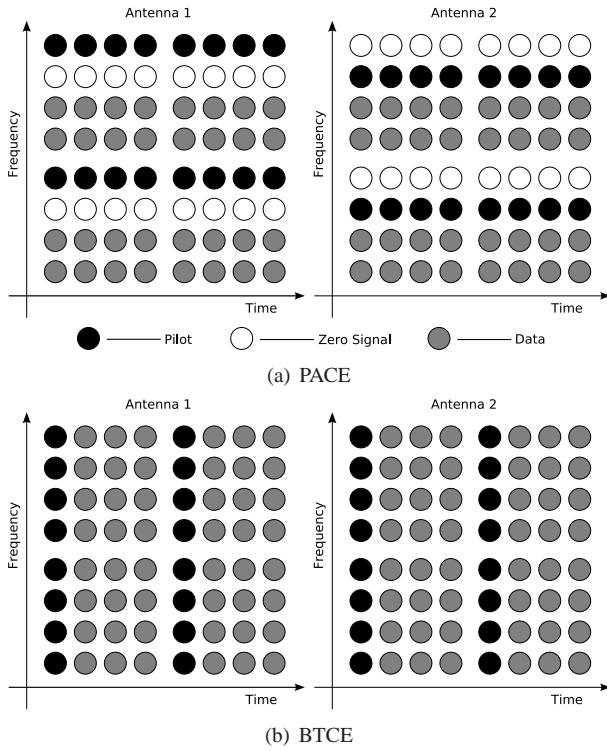 Antenna 1
Antenna 2
Frequency
Frequency
Time
Time
Pilot
Zero Signal
Data
(a) PACE
Antenna 1
Antenna 2
Frequency
Frequency
Time
Time
(b) BTCE